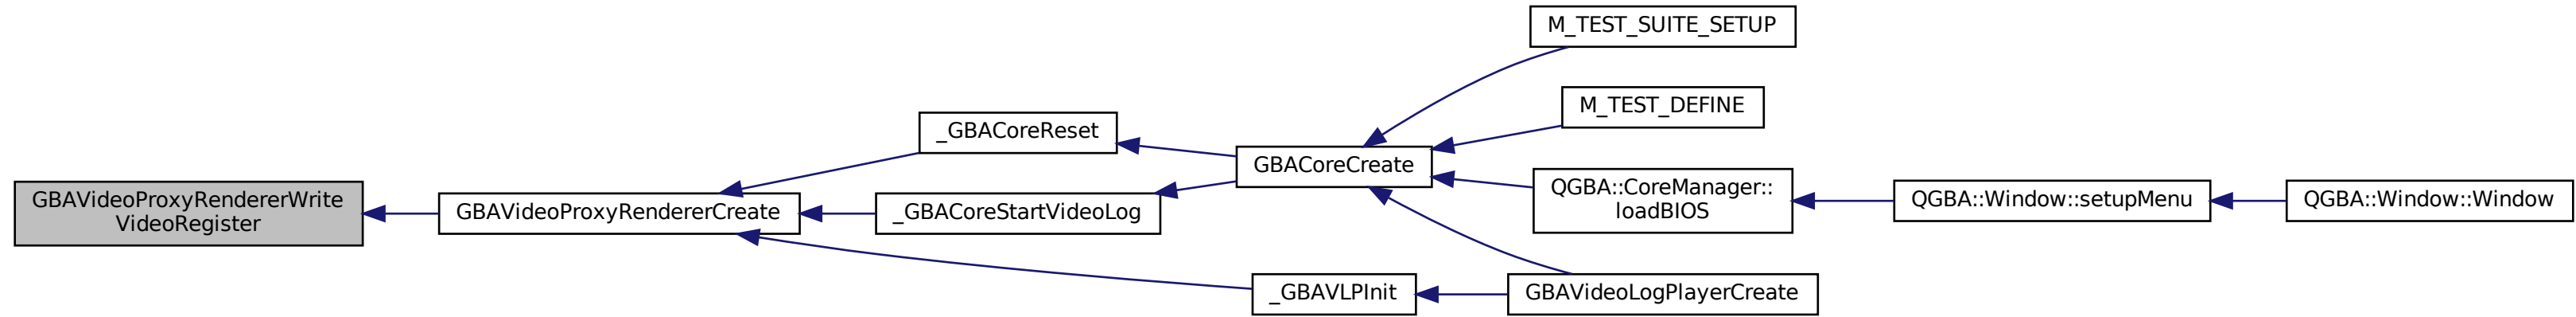 GBAVideoProxyRendererWrite
VideoRegister
GBAVideoProxyRendererCreate
_GBACoreReset
_GBACoreStartVideoLog
_GBAVLPInit
GBACoreCreate
M_TEST_SUITE_SETUP
M_TEST_DEFINE
QGBA::CoreManager::
loadBIOS
GBAVideoLogPlayerCreate
QGBA::Window::setupMenu
QGBA::Window::Window